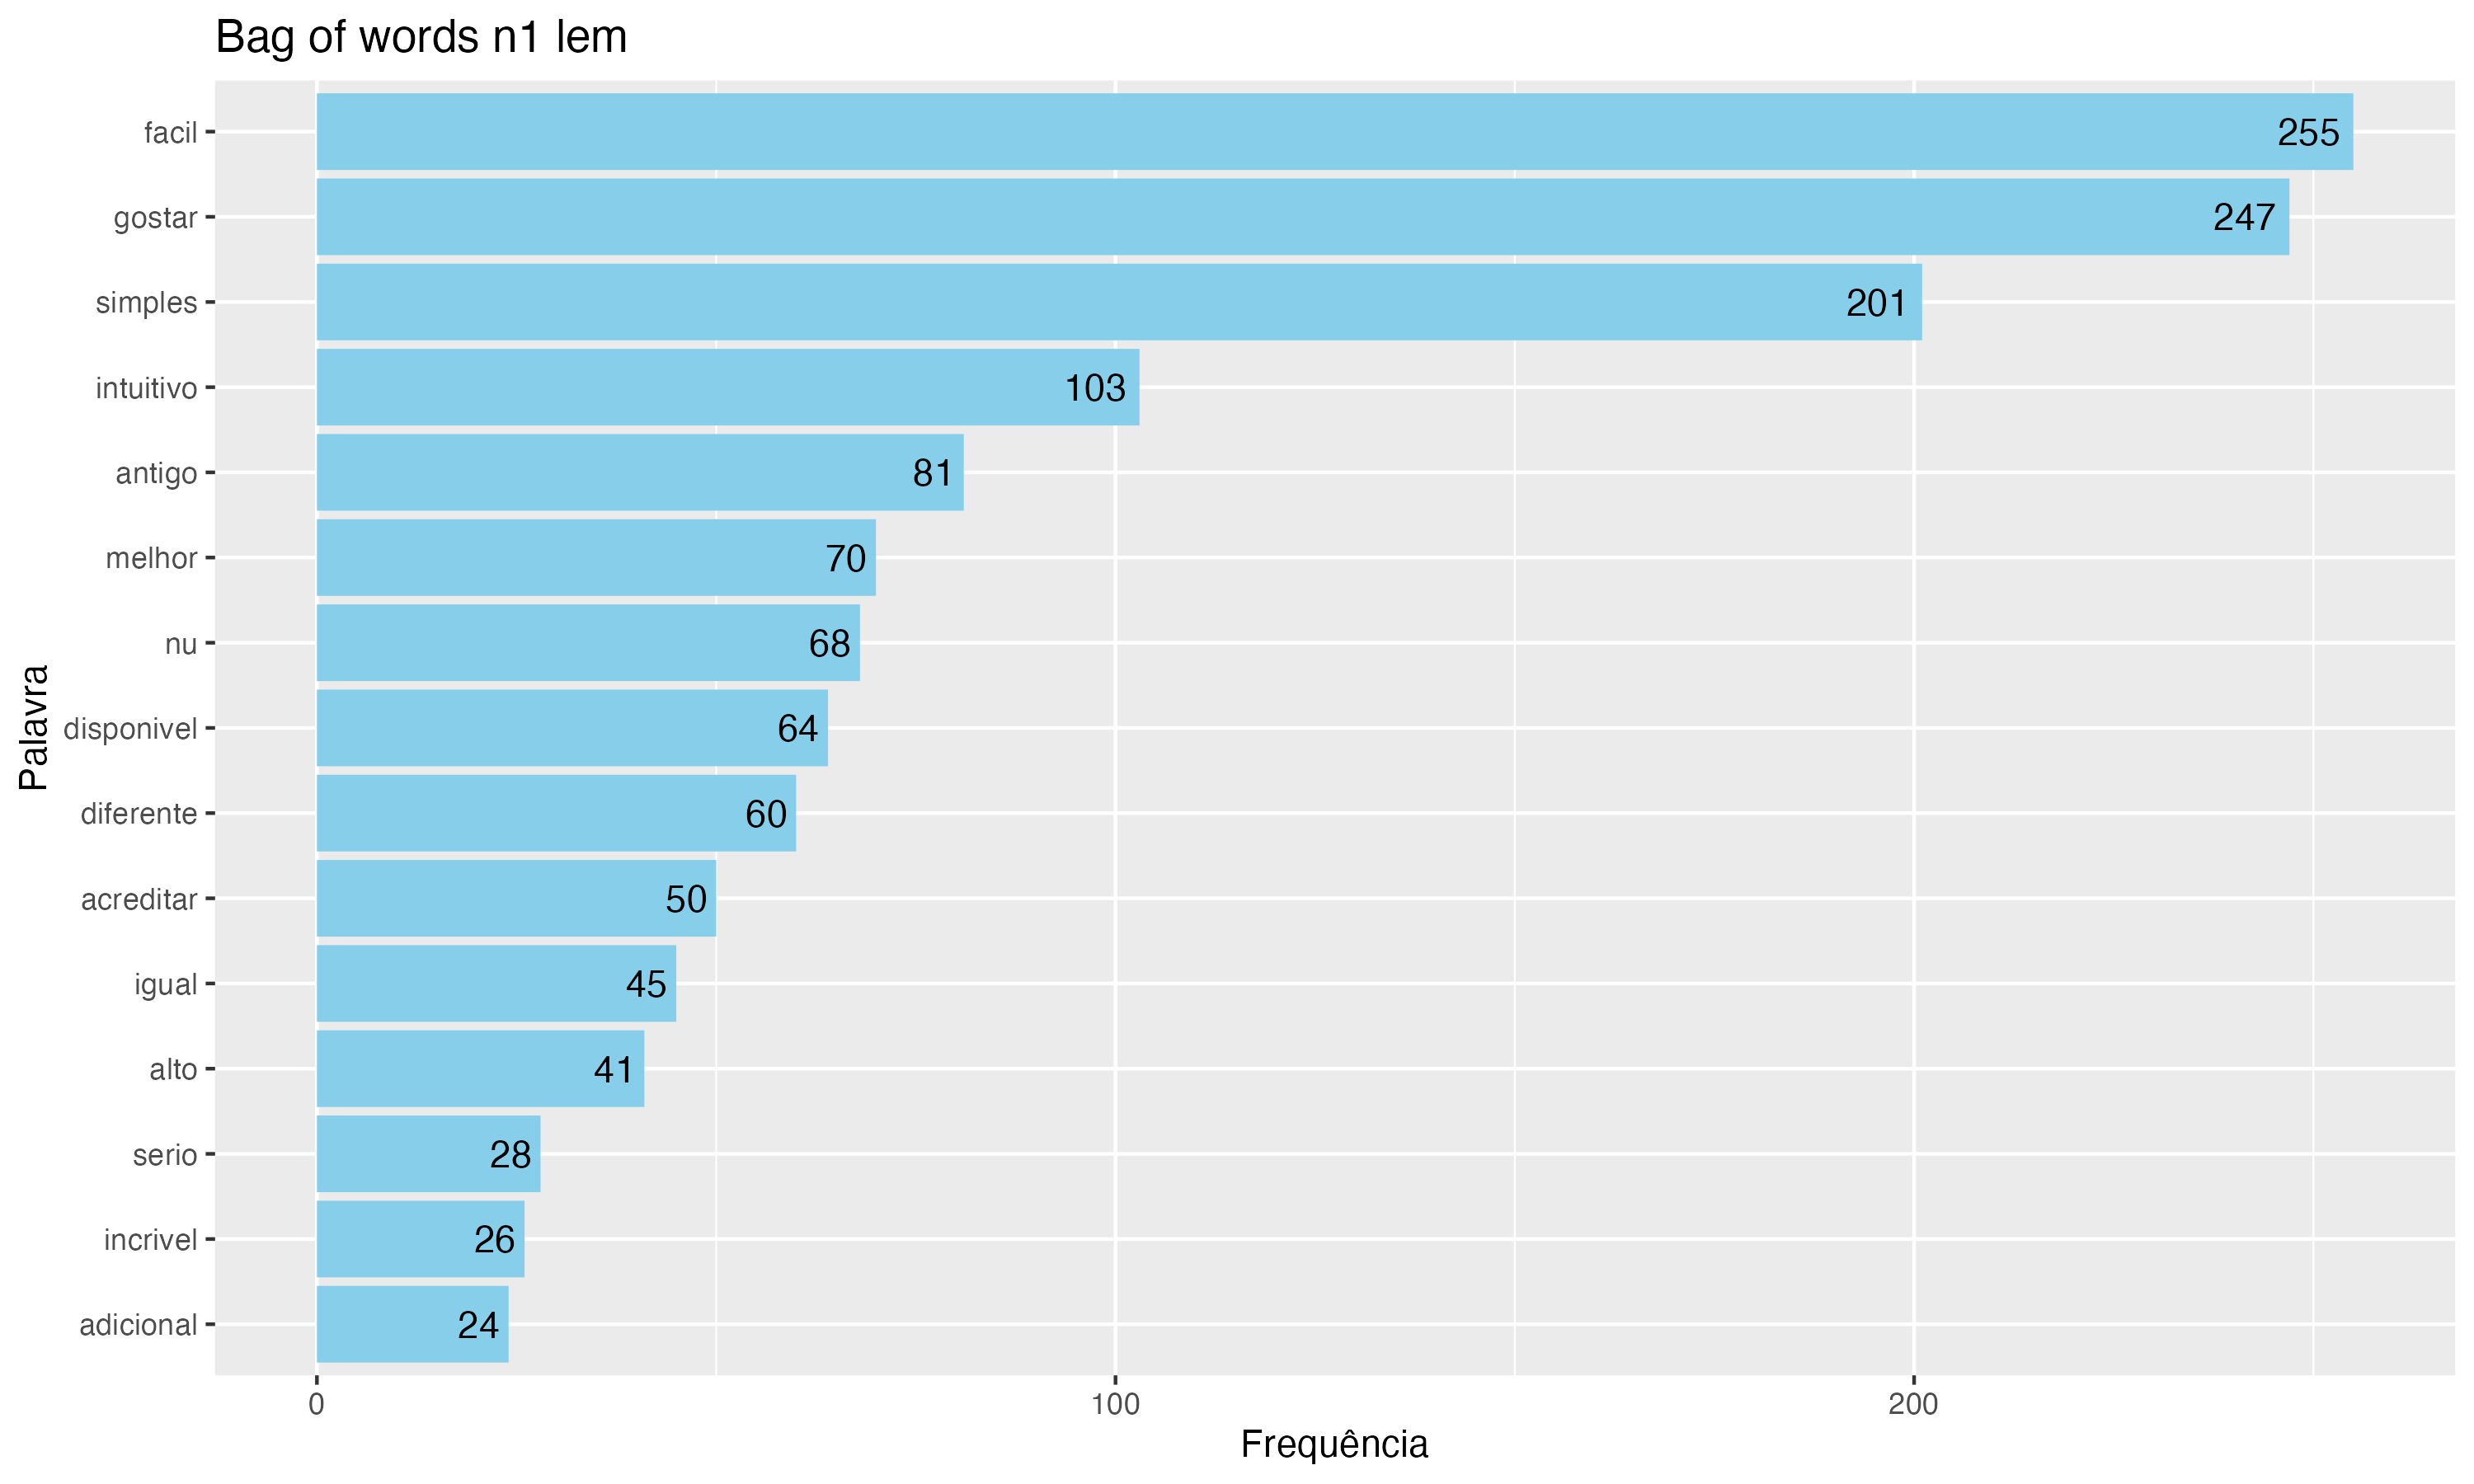 Bag of words n1 lem
facil 255
gostar 247
simples 201
intuitivo 103
antigo 81
melhor 70
nu 68
disponivel 64
diferente 60
acreditar 50
igual 45
alto 41
serio 28
incrivel 26
adicional 24
Palavra
0 100 200
Frequência